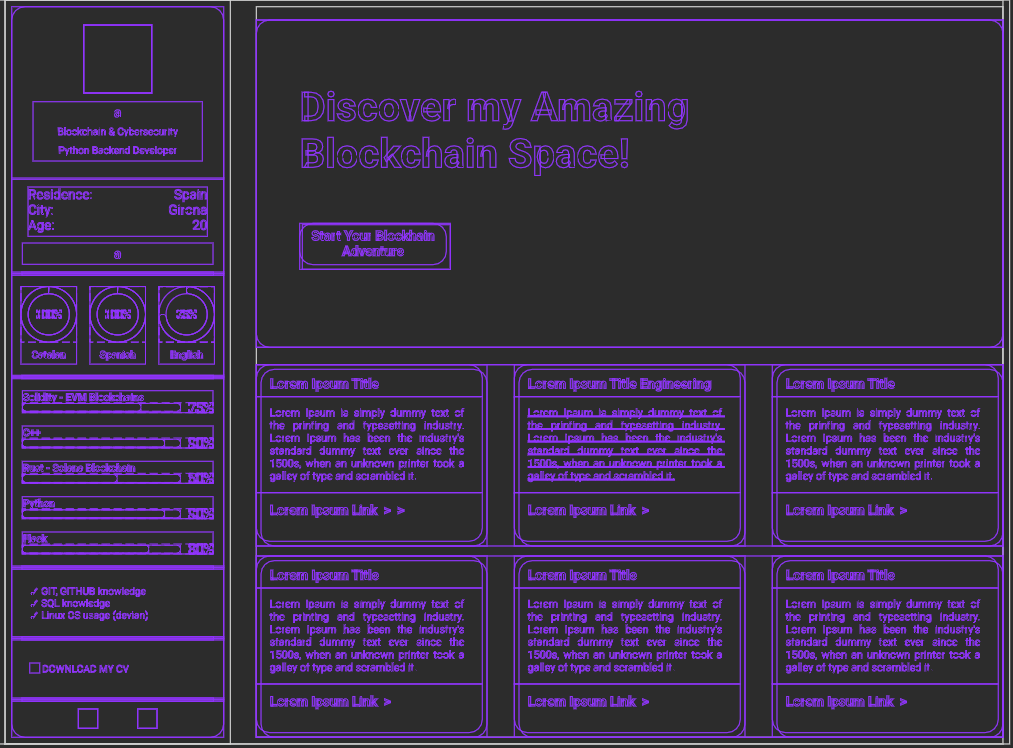 @
Blockchain & Cybersecurity
Python Backend Developer
Residence: Spain
City: Girona
Age: 20
@
100% 100% 75%
Catalan Spanish English
Solidity - EVM Blockchains
75%
C++
90%
Rust - Solana Blockchain
Python
90%
Flask
80%
✓ GIT, GITHUB knowledge
✓ SQL knowledge
✓ Linux OS usage (devian)
DOWNLOAD MY CV
Discover my Amazing
Blockchain Space!
Start Your Blockhain
Adventure
Lorem Ipsum Title
Lorem Ipsum is simply dummy text of
the printing and typesetting industry.
Lorem Ipsum has been the industry's
standard dummy text ever since the
1500s, when an unknown printer took a
galley of type and scrambled it.
Lorem Ipsum Link > >
Lorem Ipsum Title Engineering
Lorem Ipsum is simply dummy text of
the printing and typesetting industry.
Lorem Ipsum has been the industry's
standard dummy text ever since the
1500s, when an unknown printer took a
galley of type and scrambled it.
Lorem Ipsum Link >
Lorem Ipsum Title
Lorem Ipsum is simply dummy text of
the printing and typesetting industry.
Lorem Ipsum has been the industry's
standard dummy text ever since the
1500s, when an unknown printer took a
galley of type and scrambled it.
Lorem Ipsum Link >
Lorem Ipsum Title
Lorem Ipsum is simply dummy text of
the printing and typesetting industry.
Lorem Ipsum has been the industry's
standard dummy text ever since the
1500s, when an unknown printer took a
galley of type and scrambled it
Lorem Ipsum Link >
Lorem Ipsum Title
Lorem Ipsum is simply dummy text of
the printing and typesetting industry.
Lorem Ipsum has been the industry's
standard dummy text ever since the
1500s, when an unknown printer took a
galley of type and scrambled it
Lorem Ipsum Link >
Lorem Ipsum Title
Lorem Ipsum is simply dummy text of
the printing and typesetting industry.
Lorem Ipsum has been the industry's
standard dummy text ever since the
1500s, when an unknown printer took a
galley of type and scrambled it
Lorem Ipsum Link >